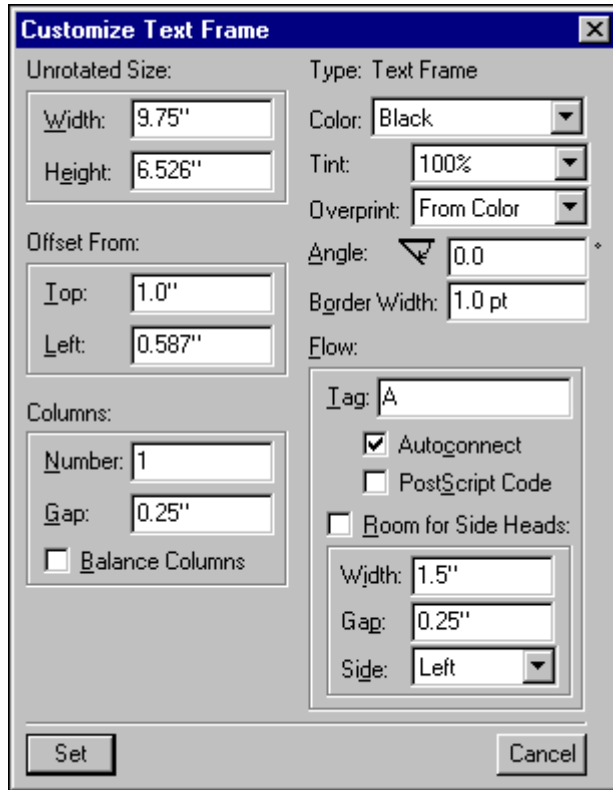 Customize Text Frame
Unrotated Size:
Width: 9.75"
Height: 6.526"
Offset From:
Top: 1.0"
Left: 0.587"
Columns:
Number: 1
Gap: 0.25"
Balance Columns
Type: Text Frame
Color: Black
Tint: 100%
Overprint: From Color
Angle: 0.0 °
Border Width: 1.0 pt
Flow:
Tag: A
Autoconnect
PostScript Code
Room for Side Heads:
Width: 1.5"
Gap: 0.25"
Side: Left
Set
Cancel